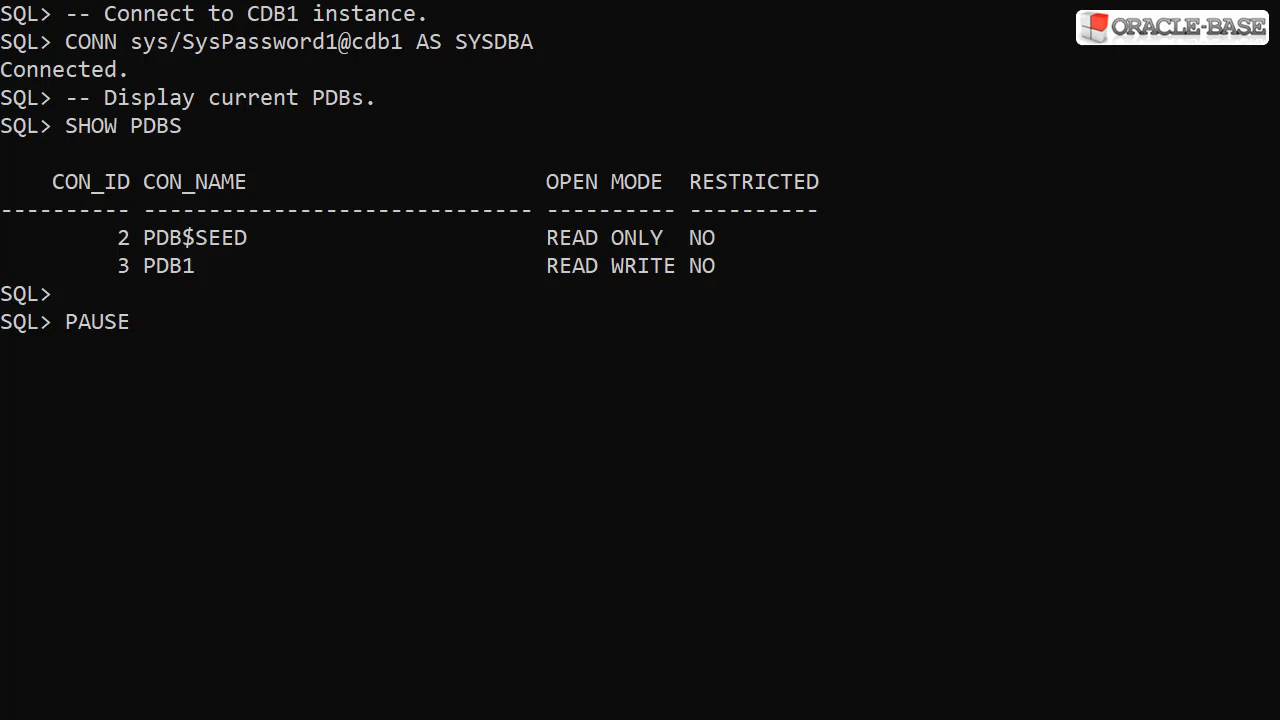 SQL> -- Connect to CDB1 instance.
SQL> CONN sys/SysPassword1@cdb1 AS SYSDBA
Connected.
SQL> -- Display current PDBs.
SQL> SHOW PDBS

    CON_ID CON_NAME                       OPEN MODE  RESTRICTED
---------- ------------------------------ ---------- ----------
         2 PDB$SEED                       READ ONLY  NO
         3 PDB1                           READ WRITE NO
SQL>
SQL> PAUSE
ORACLE-BASE